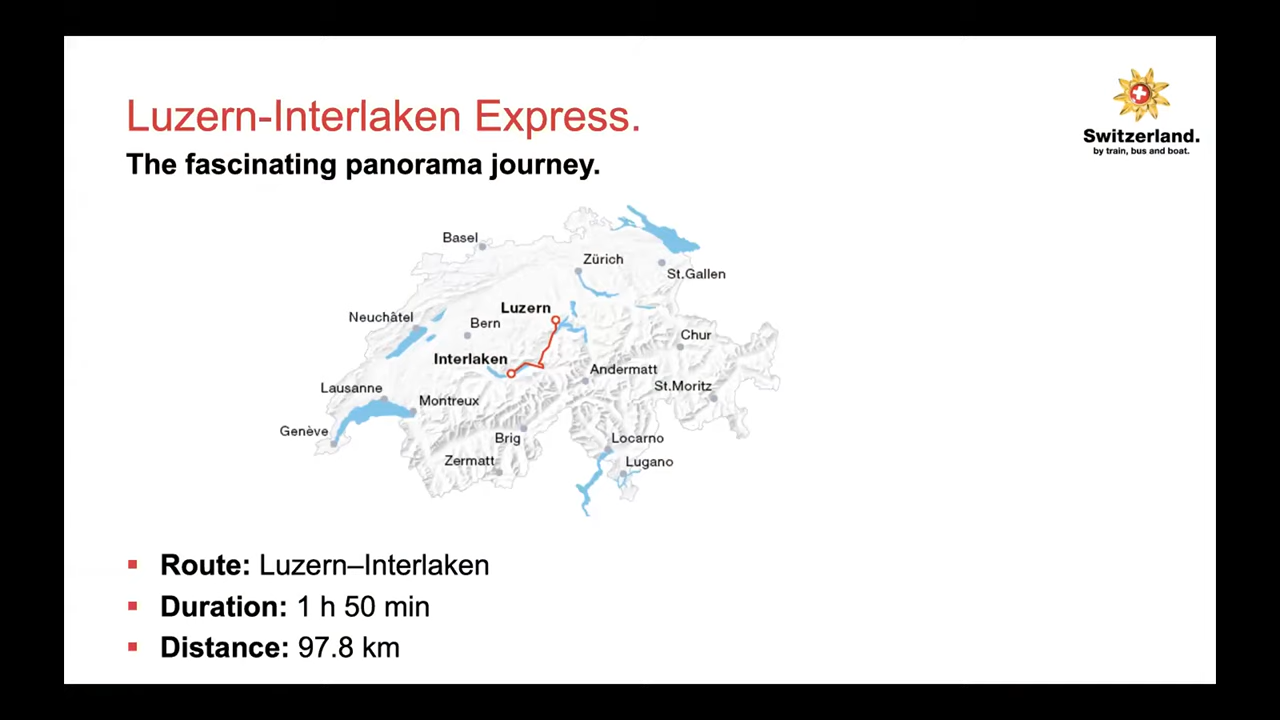 Luzern-Interlaken Express.
The fascinating panorama journey.
Switzerland.
by train, bus and boat.
Basel
Zürich
St.Gallen
Luzern
Neuchâtel
Bern
Chur
Interlaken
Andermatt
St.Moritz
Lausanne
Montreux
Genève
Brig
Locarno
Zermatt
Lugano
Route: Luzern–Interlaken
Duration: 1 h 50 min
Distance: 97.8 km